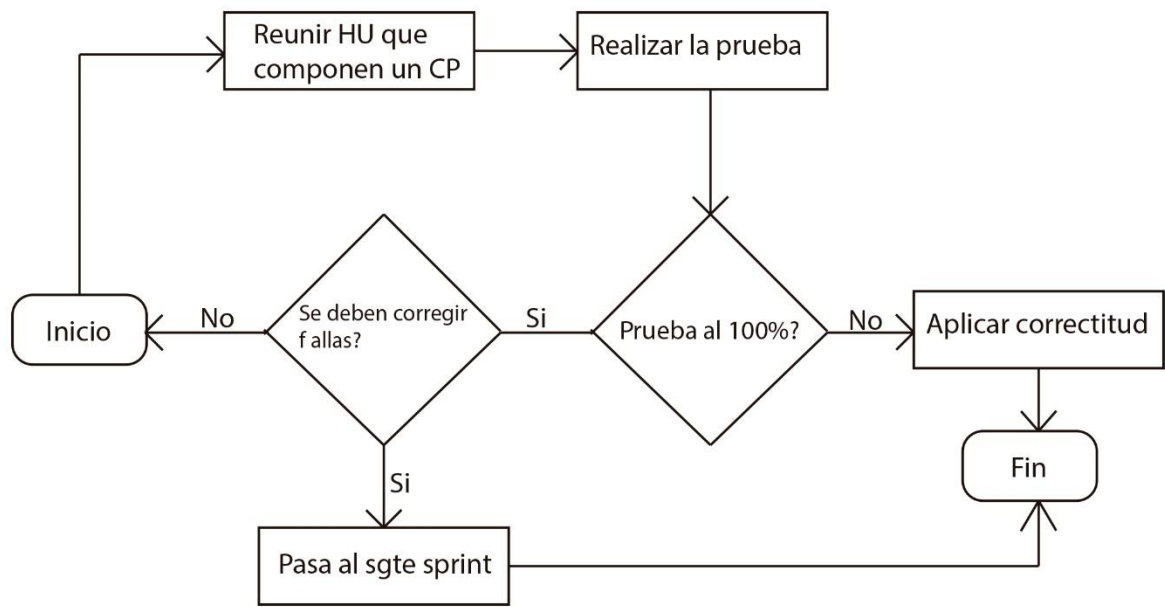 Reunir HU que
componen un CP
Realizar la prueba
Inicio
No
Se deben corregir
f allas?
Si
Prueba al 100%?
No
Aplicar correctitud
Si
Fin
Pasa al sgte sprint